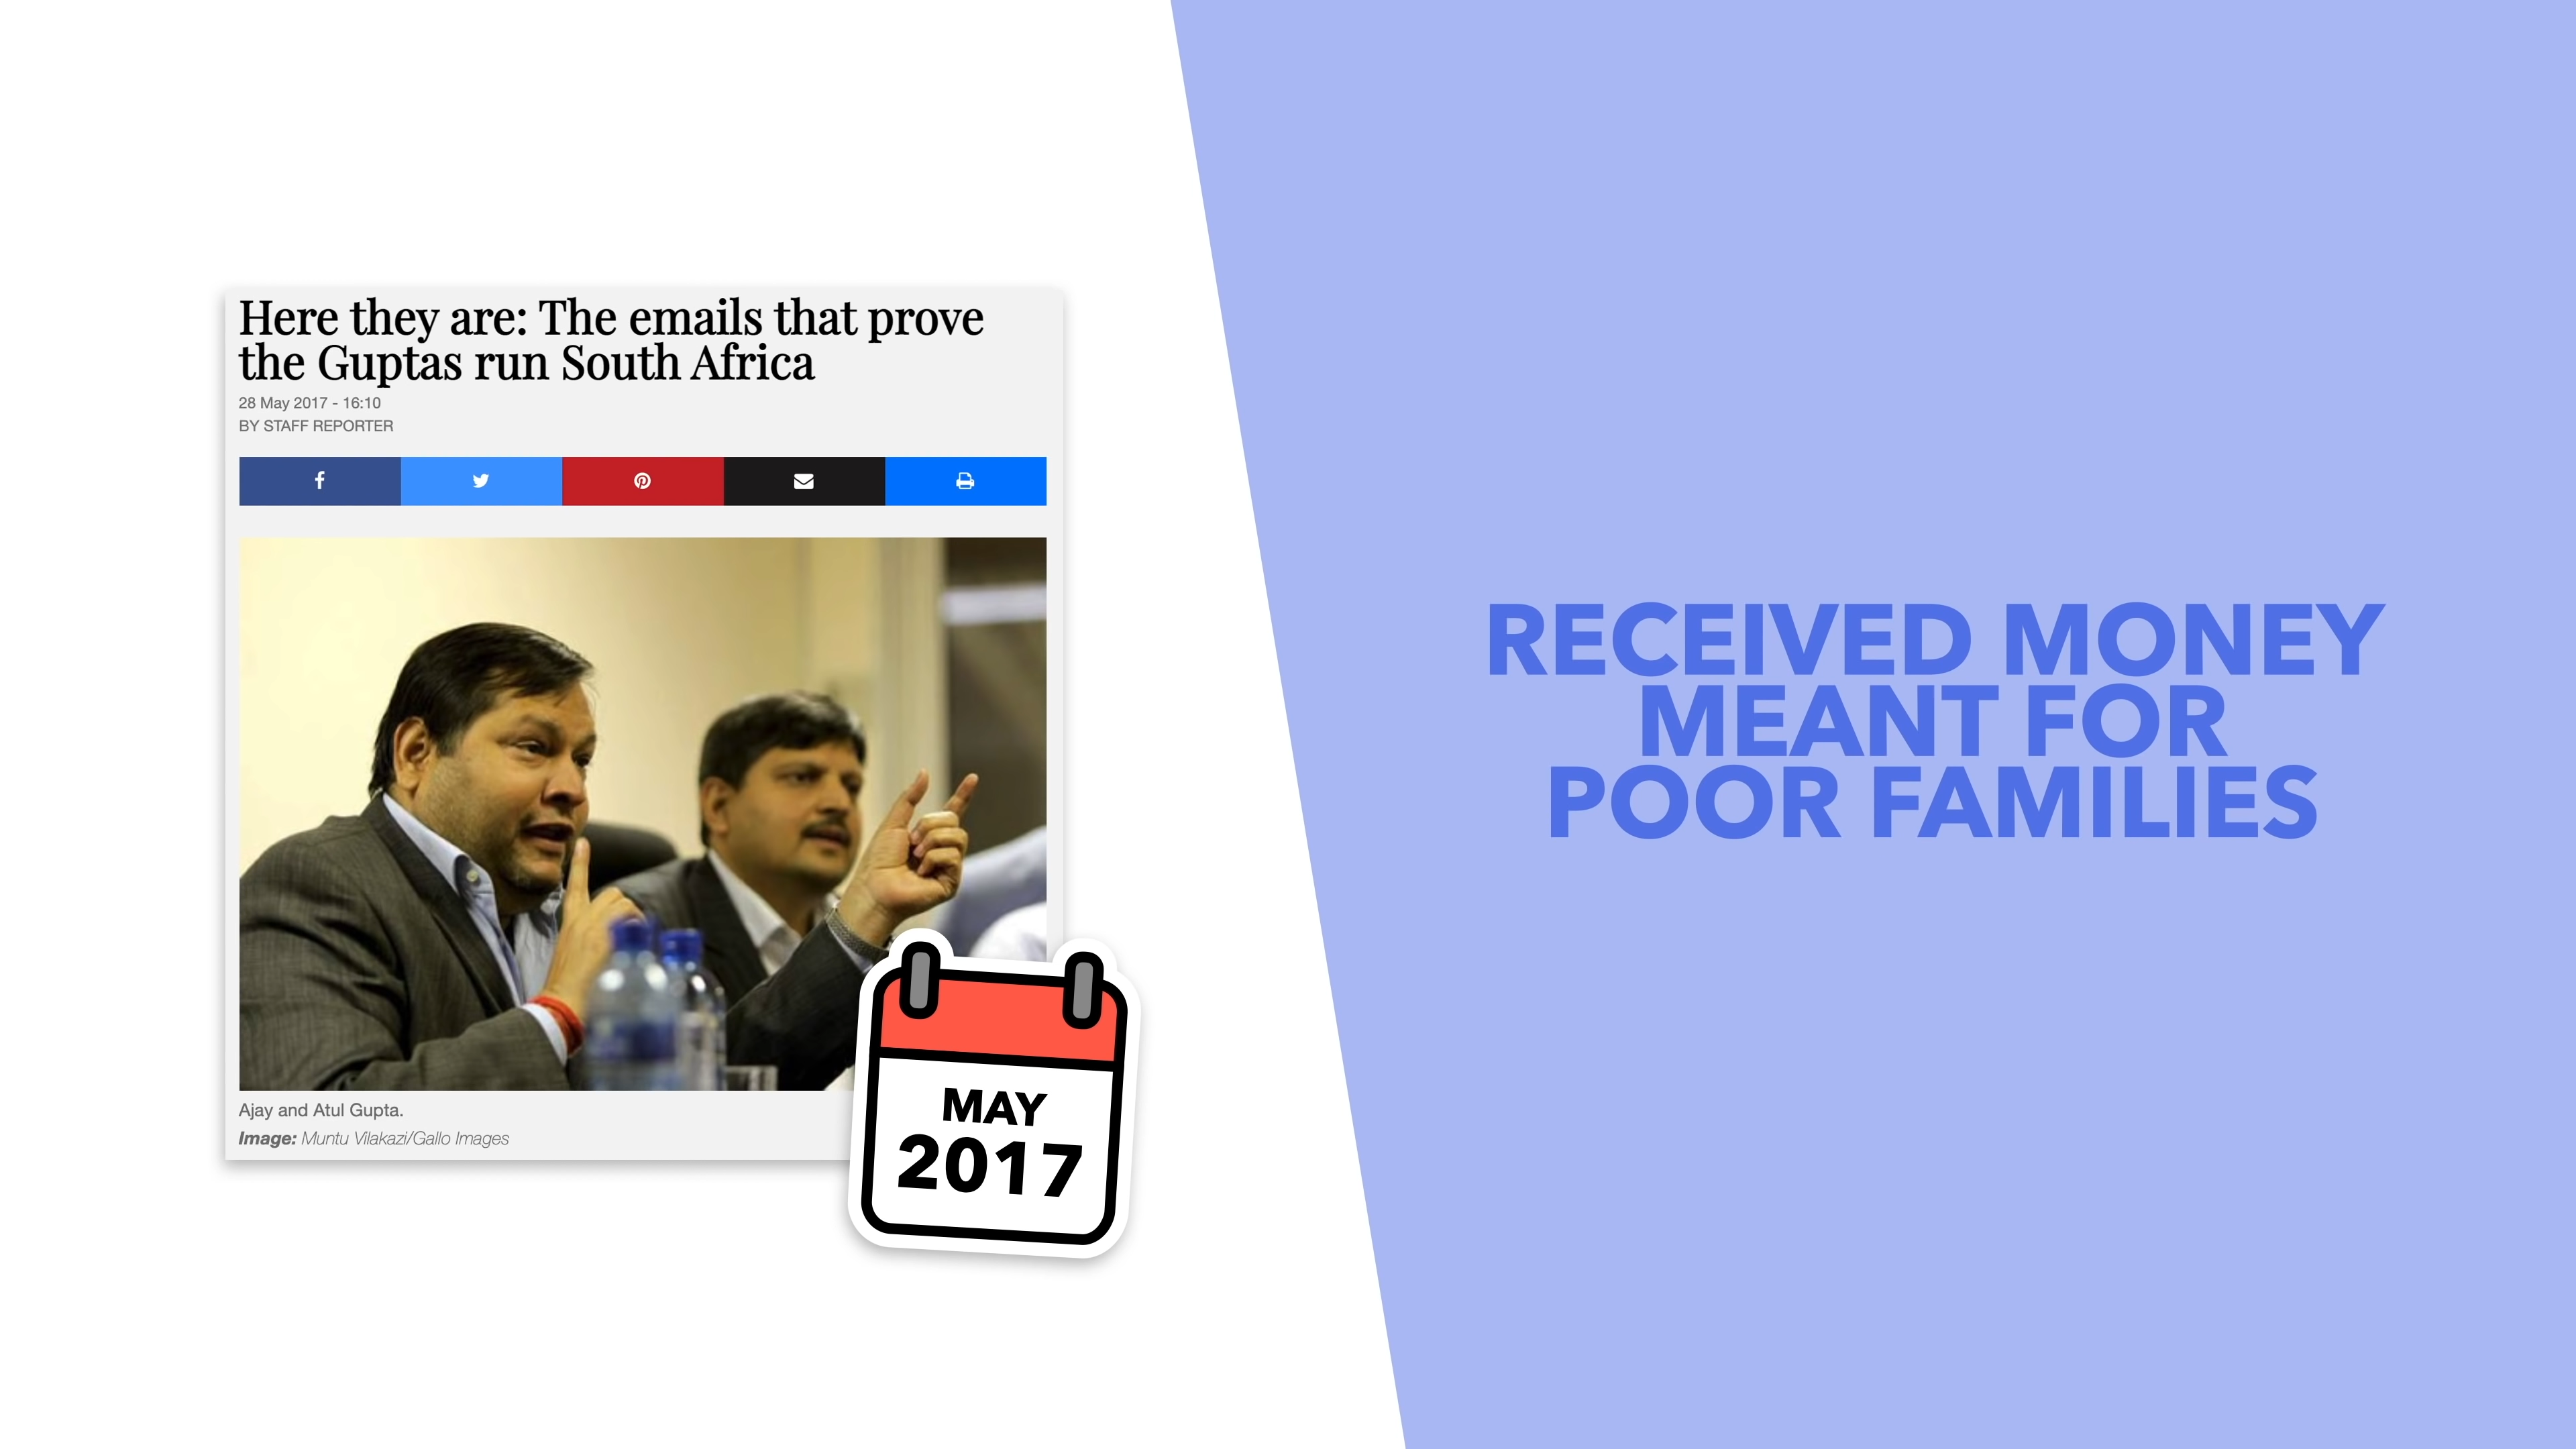 Here they are: The emails that prove
the Guptas run South Africa
28 May 2017 - 16:10
BY STAFF REPORTER
Ajay and Atul Gupta.
Image: Muntu Vilakazi/Gallo Images
MAY
2017
RECEIVED MONEY
MEANT FOR
POOR FAMILIES